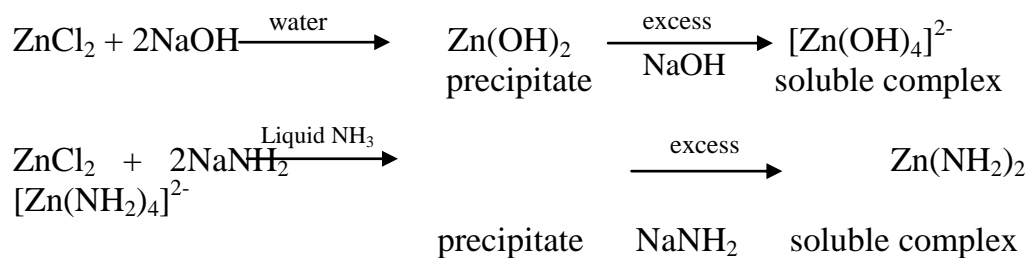 water excess
ZnCl₂ + 2NaOH Zn(OH)₂ [Zn(OH)₄]²⁻
precipitate NaOH soluble complex
Liquid NH₃ excess
ZnCl₂ + 2NaNH₂ Zn(NH₂)₂
[Zn(NH₂)₄]²⁻
precipitate NaNH₂ soluble complex